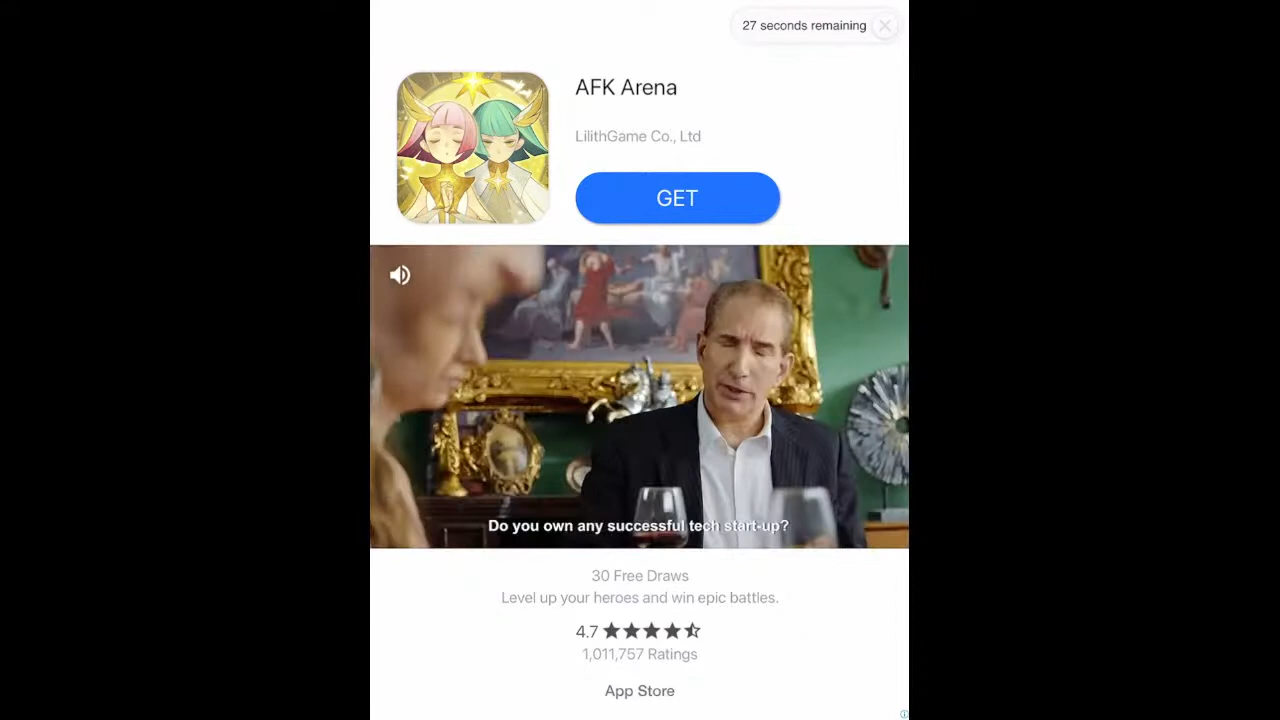 27 seconds remaining
AFK Arena
LilithGame Co., Ltd
GET
Do you own any successful tech start-up?
30 Free Draws
Level up your heroes and win epic battles.
4.7
1,011,757 Ratings
App Store